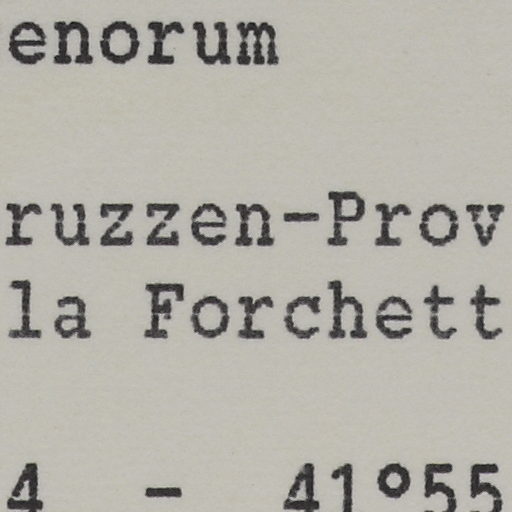 enorum
ruzzen-Prov
la Forchett
4 - 41°55